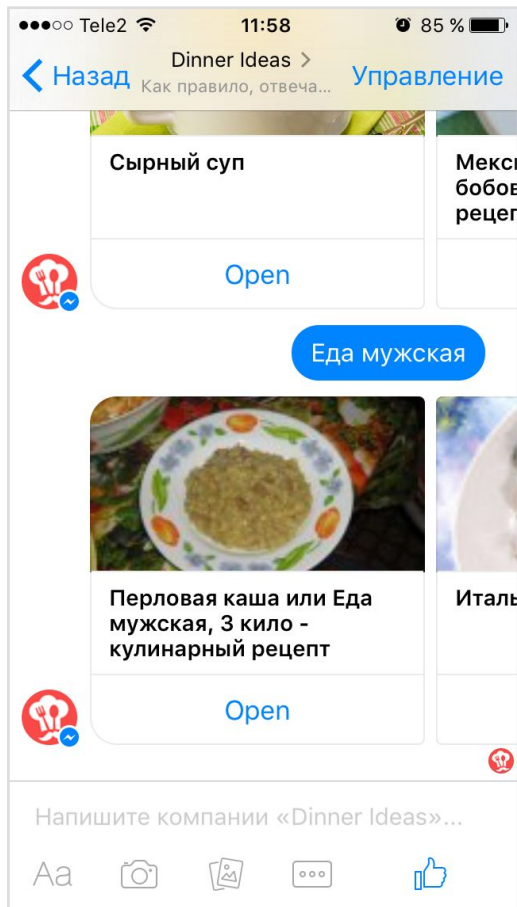 Tele2 11:58 85 %
Назад Dinner Ideas Управление
Как правило, отвеча...
Сырный суп
Open
Еда мужская
Перловая каша или Еда
мужская, 3 кило -
кулинарный рецепт
Open
Напишите компании «Dinner Ideas»...
Aa